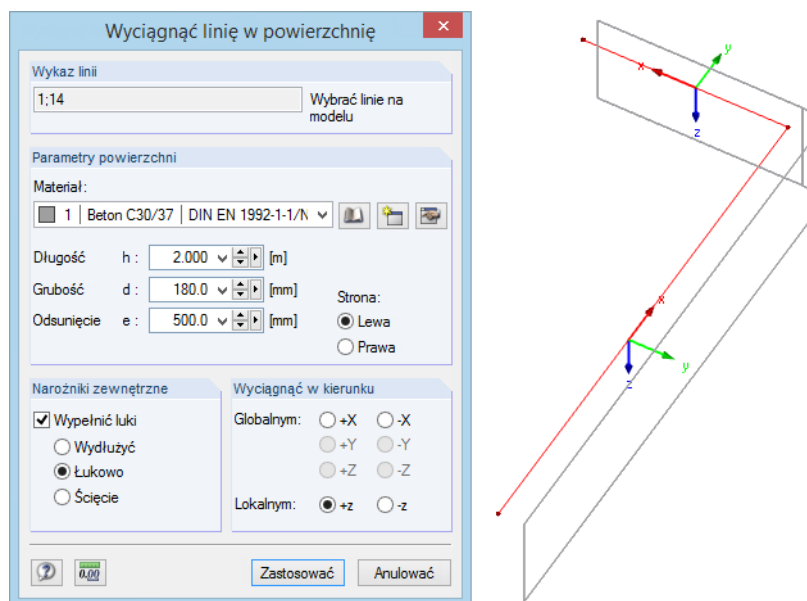 Wyciągnąć linię w powierzchnię
Wykaz linii
1;14
Wybrać linie na
modelu
Parametry powierzchni
Materiał:
1 | Beton C30/37 | DIN EN 1992-1-1/N
Długość h : 2.000 [m]
Grubość d : 180.0 [mm]
Odsunięcie e : 500.0 [mm]
Strona:
Lewa
Prawa
Narożniki zewnętrzne
Wypełnić luki
Wydłużyć
Łukowo
Ścięcie
Wyciągnąć w kierunku
Globalnym: +X -X
+Y -Y
+Z -Z
Lokalnym: +z -z
0.00
Zastosować Anulować
y
x
z
x
y
z